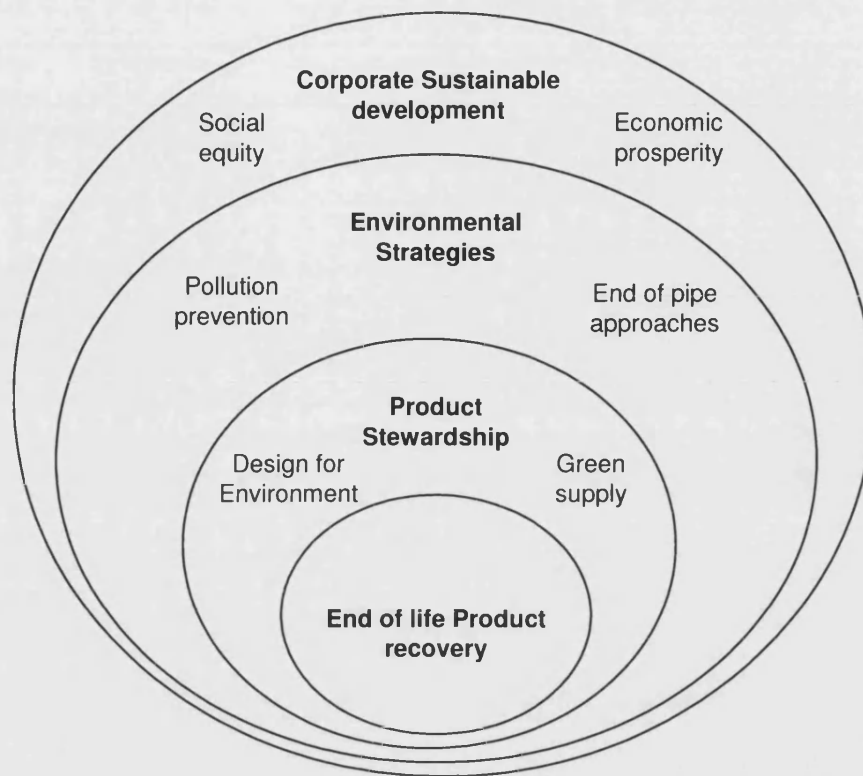 Corporate Sustainable
development
Social
equity
Economic
prosperity
Environmental
Strategies
Pollution
prevention
End of pipe
approaches
Product
Stewardship
Design for
Environment
Green
supply
End of life Product
recovery